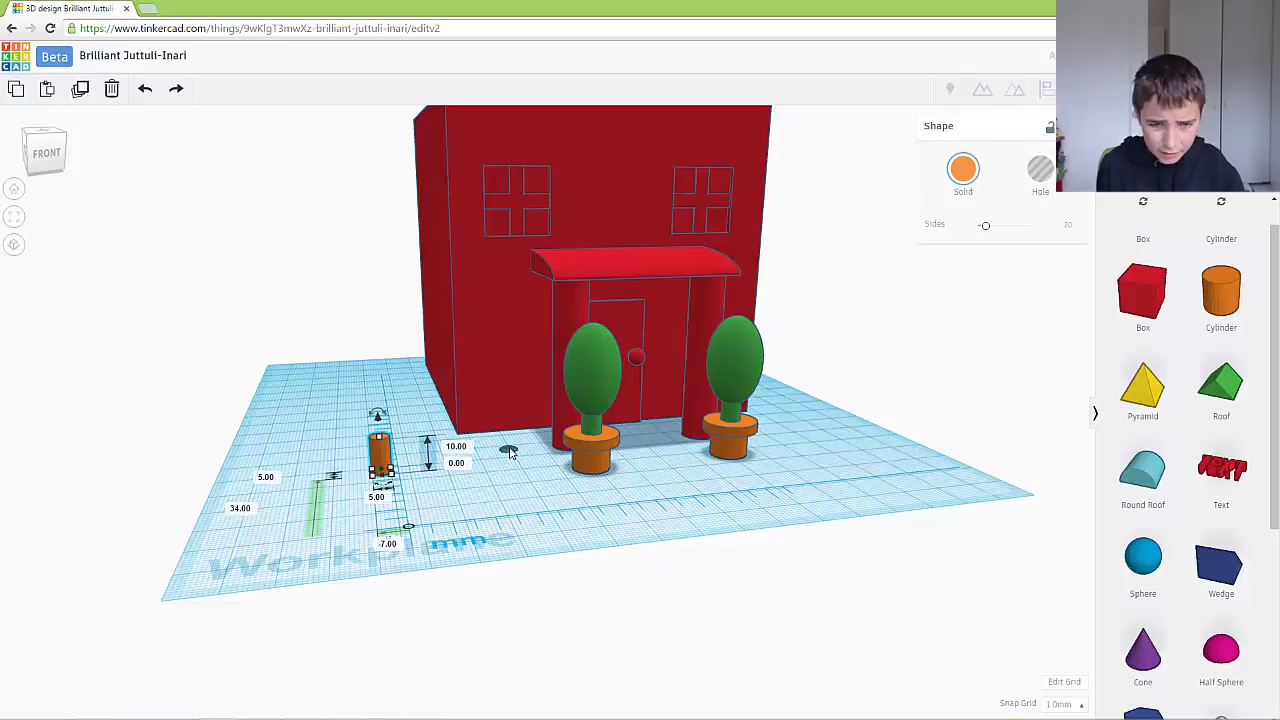 3D design Brilliant Juttuli-
https://www.tinkercad.com/things/9wKlgT3mwXz-brilliant-juttuli-inari/editv2
TIN
KER
CAD
Beta
Brilliant Juttuli-Inari
A
FRONT
Shape
Solid
Hole
Sides
20
Box
Cylinder
Box
Cylinder
Pyramid
Roof
Round Roof
Text
Sphere
Wedge
Cone
Half Sphere
10.00
0.00
5.00
5.00
34.00
-7.00
Workplane
mm
Edit Grid
Snap Grid
1.0mm